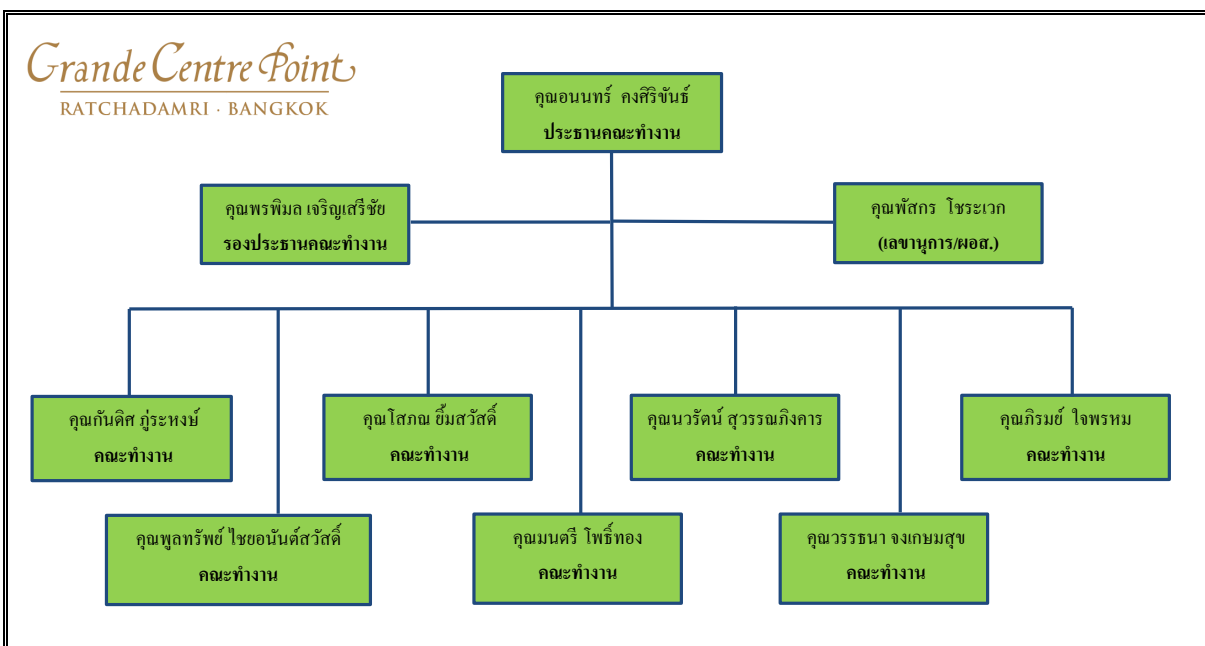 Grande Centre Point
RATCHADAMRI · BANGKOK
คุณอนนทร์ คงศิริขันธ์
ประธานคณะทำงาน
คุณพรพิมล เจริญเสรีชัย
รองประธานคณะทำงาน
คุณพัสกร โชระเวก
(เลขานุการ/ผอส.)
คุณกันดิศ ภู่ระหงษ์
คณะทำงาน
คุณโสภณ ยิ้มสวัสดิ์
คณะทำงาน
คุณนวรัตน์ สุวรรณภิงคาร
คณะทำงาน
คุณภิรมย์ ใจพรหม
คณะทำงาน
คุณพูลทรัพย์ ไชยอนันต์สวัสดิ์
คณะทำงาน
คุณมนตรี โพธิ์ทอง
คณะทำงาน
คุณวรรธนา จงเกษมสุข
คณะทำงาน